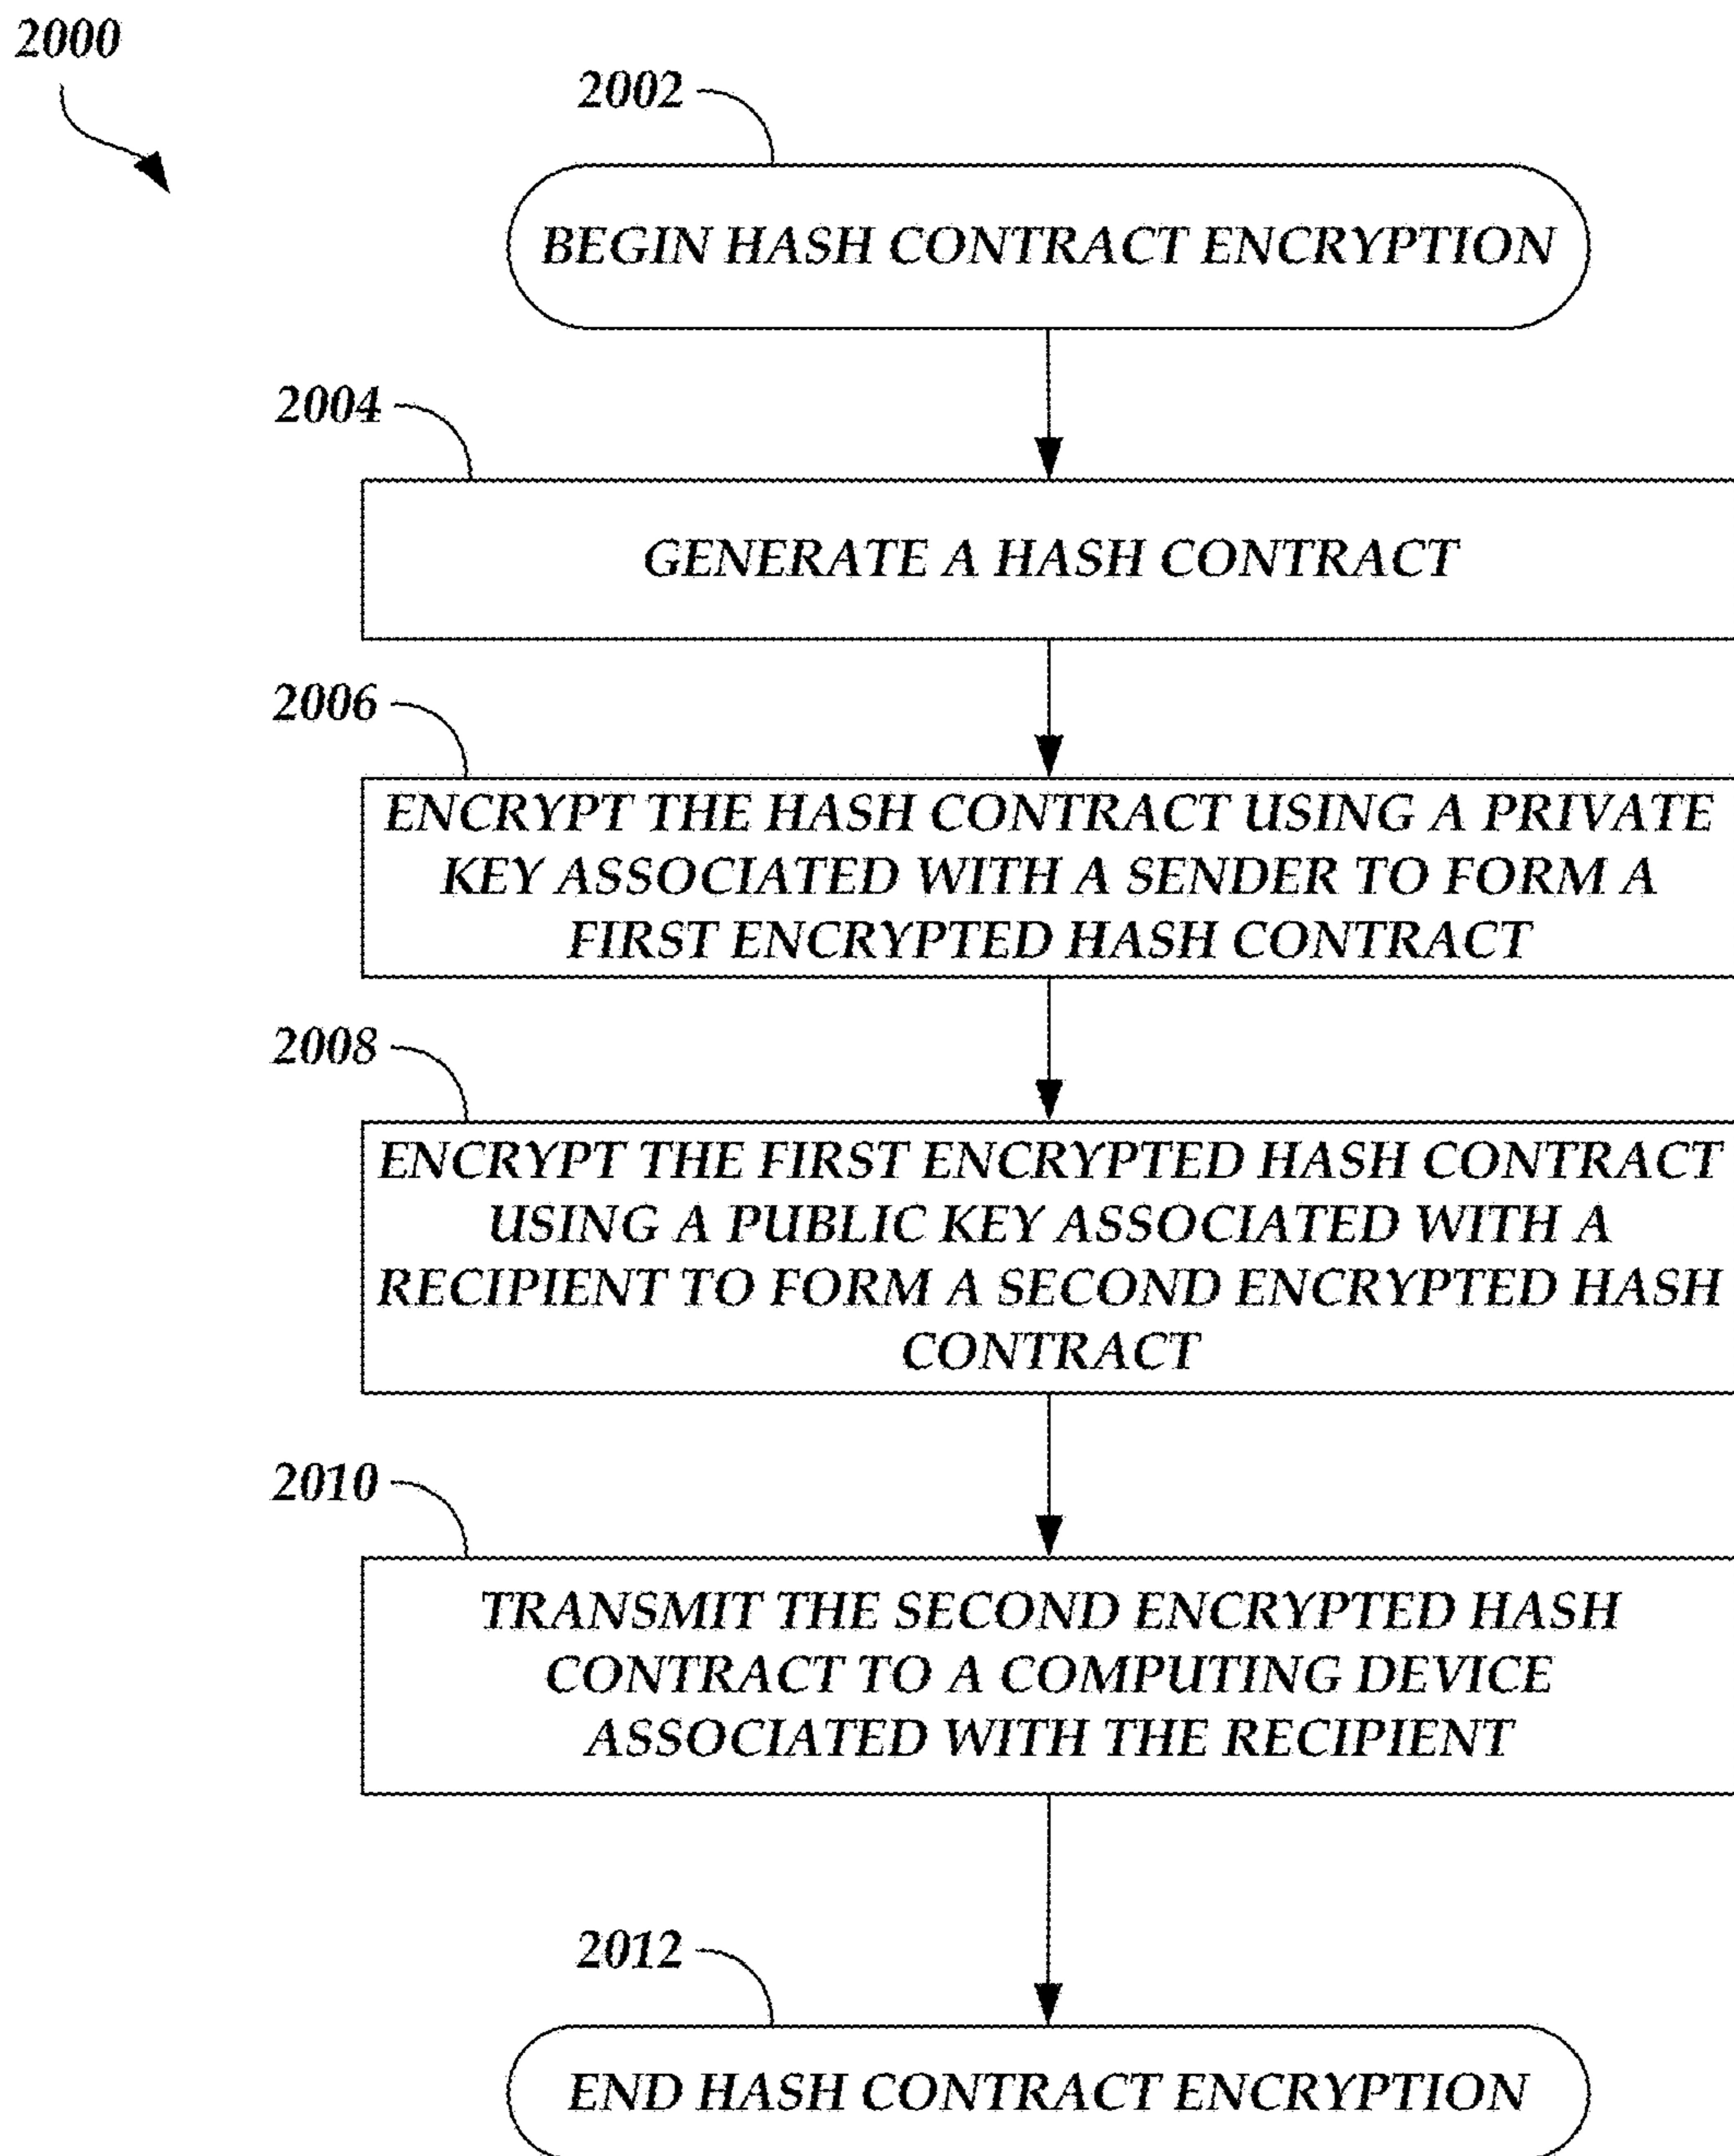 2000
2002
BEGIN HASH CONTRACT ENCRYPTION
2004
GENERATE A HASH CONTRACT
2006
ENCRYPT THE HASH CONTRACT USING A PRIVATE
KEY ASSOCIATED WITH A SENDER TO FORM A
FIRST ENCRYPTED HASH CONTRACT
2008
ENCRYPT THE FIRST ENCRYPTED HASH CONTRACT
USING A PUBLIC KEY ASSOCIATED WITH A
RECIPIENT TO FORM A SECOND ENCRYPTED HASH
CONTRACT
2010
TRANSMIT THE SECOND ENCRYPTED HASH
CONTRACT TO A COMPUTING DEVICE
ASSOCIATED WITH THE RECIPIENT
2012
END HASH CONTRACT ENCRYPTION